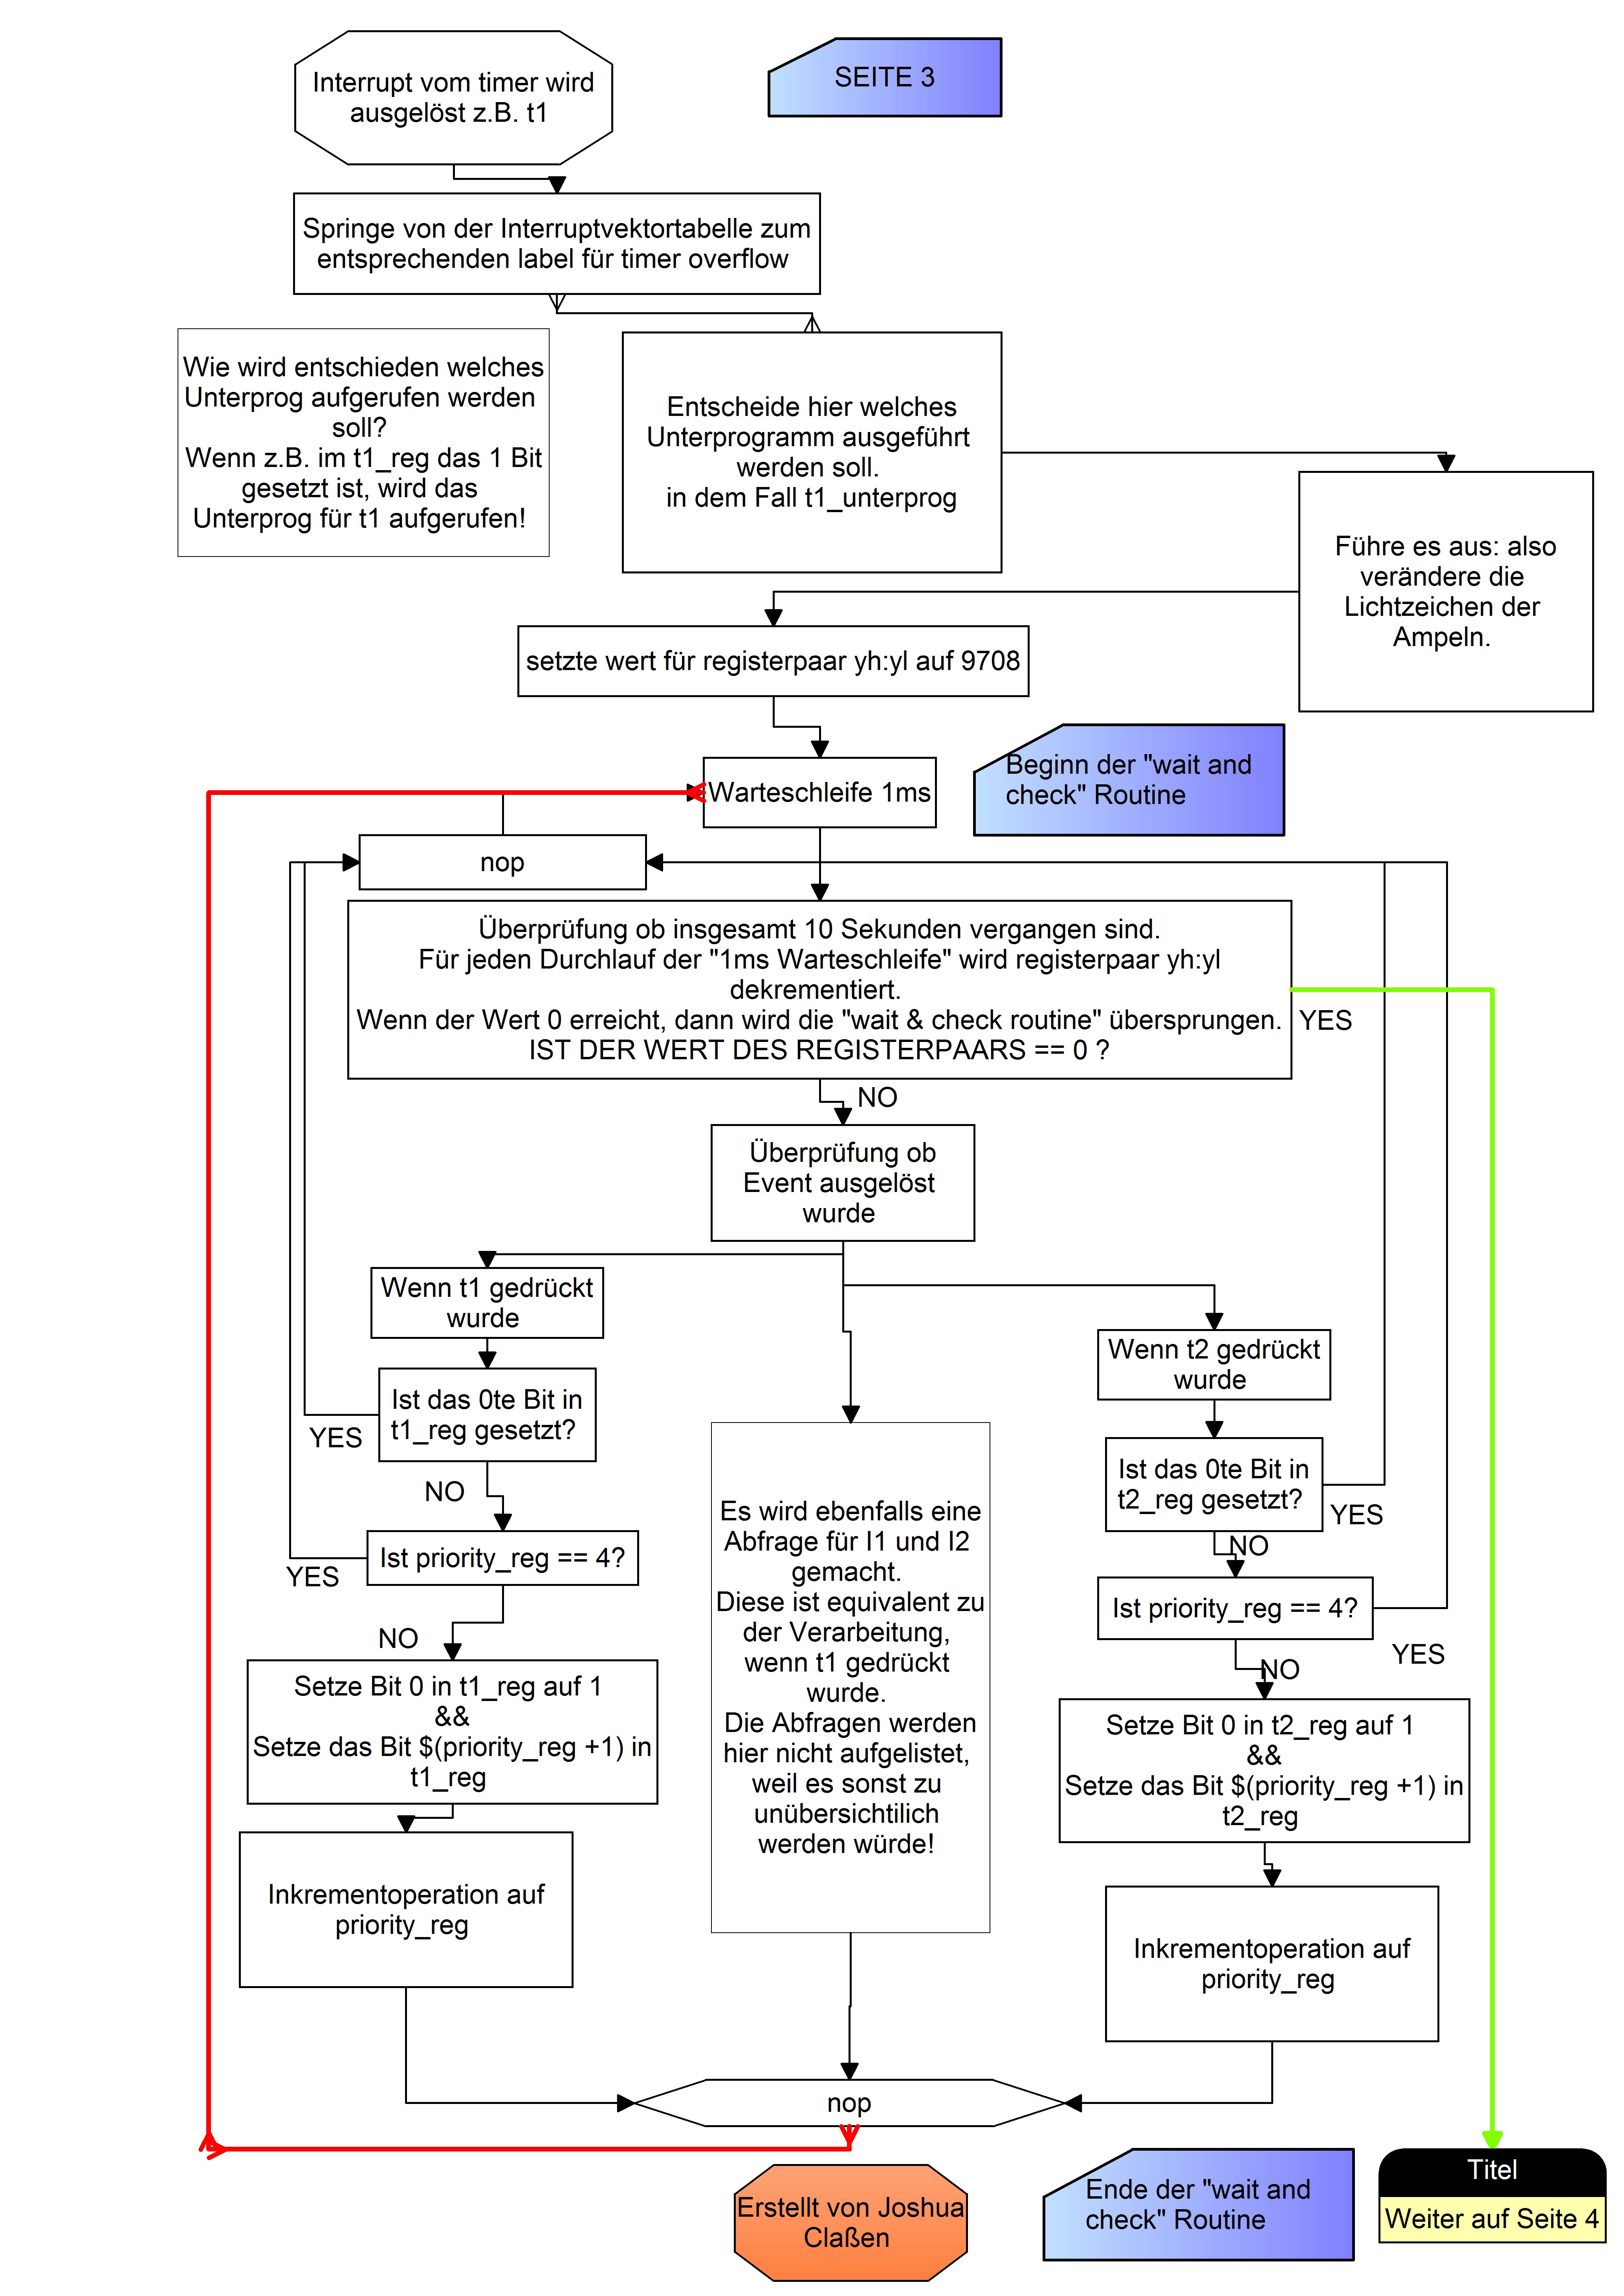 Interrupt vom timer wird
ausgelöst z.B. t1
SEITE 3
Springe von der Interruptvektortabelle zum
entsprechenden label für timer overflow
Wie wird entschieden welches
Unterprog aufgerufen werden
soll?
Wenn z.B. im t1_reg das 1 Bit
gesetzt ist, wird das
Unterprog für t1 aufgerufen!
Entscheide hier welches
Unterprogramm ausgeführt
werden soll.
in dem Fall t1_unterprog
Führe es aus: also
verändere die
Lichtzeichen der
Ampeln.
setzte wert für registerpaar yh:yl auf 9708
Beginn der "wait and
check" Routine
Warteschleife 1ms
nop
Überprüfung ob insgesamt 10 Sekunden vergangen sind.
Für jeden Durchlauf der "1ms Warteschleife" wird registerpaar yh:yl
dekrementiert.
Wenn der Wert 0 erreicht, dann wird die "wait & check routine" übersprungen.
IST DER WERT DES REGISTERPAARS == 0 ?
YES
NO
Überprüfung ob
Event ausgelöst
wurde
Wenn t1 gedrückt
wurde
Wenn t2 gedrückt
wurde
Ist das 0te Bit in
t1_reg gesetzt?
YES
NO
Ist das 0te Bit in
t2_reg gesetzt?
YES
NO
Ist priority_reg == 4?
YES
NO
Ist priority_reg == 4?
YES
NO
Es wird ebenfalls eine
Abfrage für I1 und I2
gemacht.
Diese ist equivalent zu
der Verarbeitung,
wenn t1 gedrückt
wurde.
Die Abfragen werden
hier nicht aufgelistet,
weil es sonst zu
unübersichtilich
werden würde!
Setze Bit 0 in t1_reg auf 1
&&
Setze das Bit $(priority_reg +1) in
t1_reg
Setze Bit 0 in t2_reg auf 1
&&
Setze das Bit $(priority_reg +1) in
t2_reg
Inkrementoperation auf
priority_reg
Inkrementoperation auf
priority_reg
nop
Erstellt von Joshua
Claßen
Ende der "wait and
check" Routine
Titel
Weiter auf Seite 4